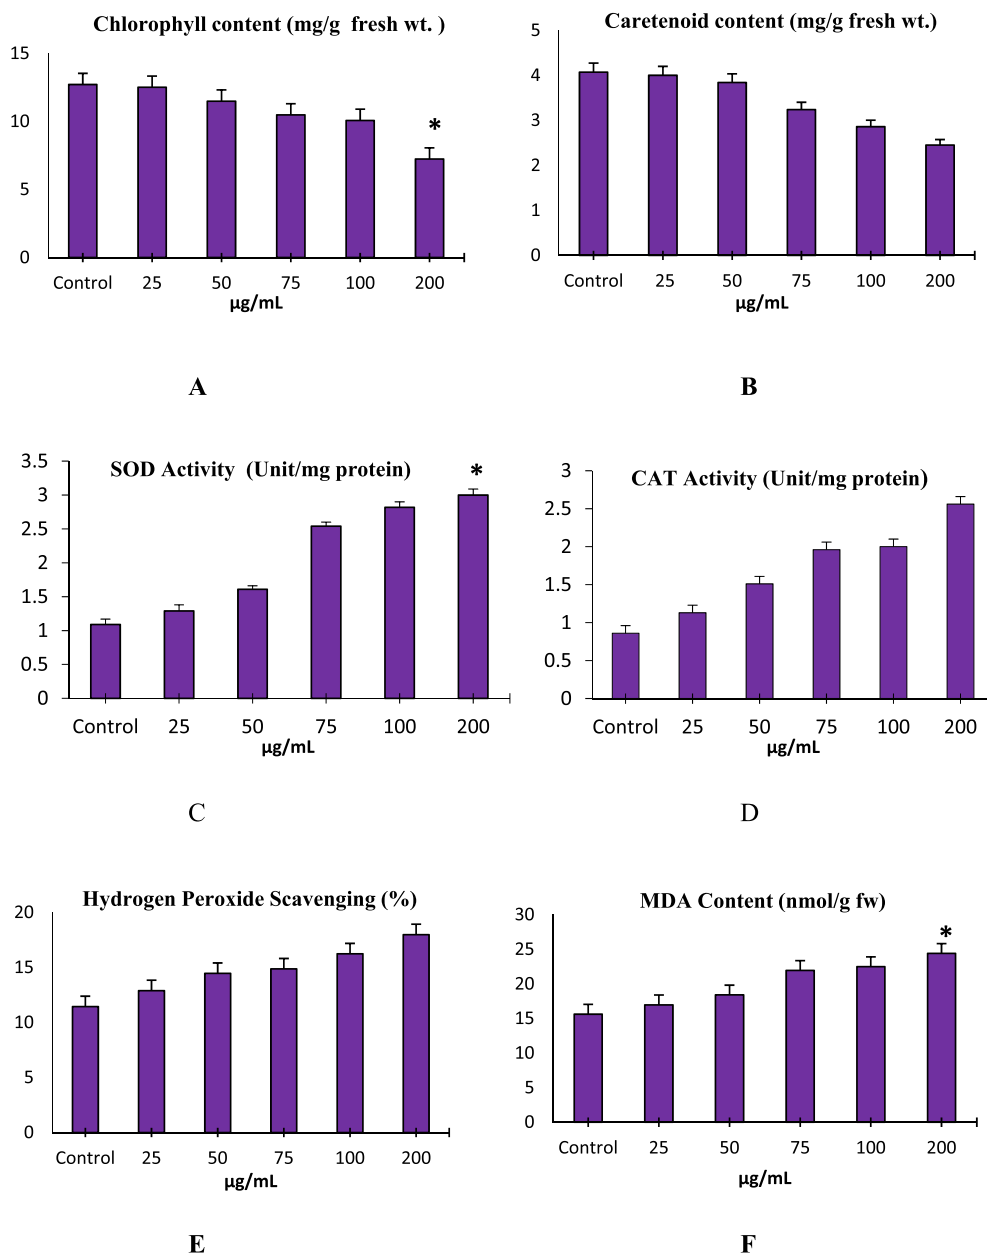 Chlorophyll content (mg/g fresh wt. )
15
10
5
0
*
Control 25 50 75 100 200
µg/mL
A
Caretenoid content (mg/g fresh wt.)
5
4
3
2
1
0
Control 25 50 75 100 200
µg/mL
B
SOD Activity (Unit/mg protein)
3.5
3
2.5
2
1.5
1
0.5
0
*
Control 25 50 75 100 200
µg/mL
C
CAT Activity (Unit/mg protein)
3
2.5
2
1.5
1
0.5
0
Control 25 50 75 100 200
µg/mL
D
Hydrogen Peroxide Scavenging (%)
20
15
10
5
0
Control 25 50 75 100 200
µg/mL
E
MDA Content (nmol/g fw)
30
25
20
15
10
5
0
*
Control 25 50 75 100 200
µg/mL
F